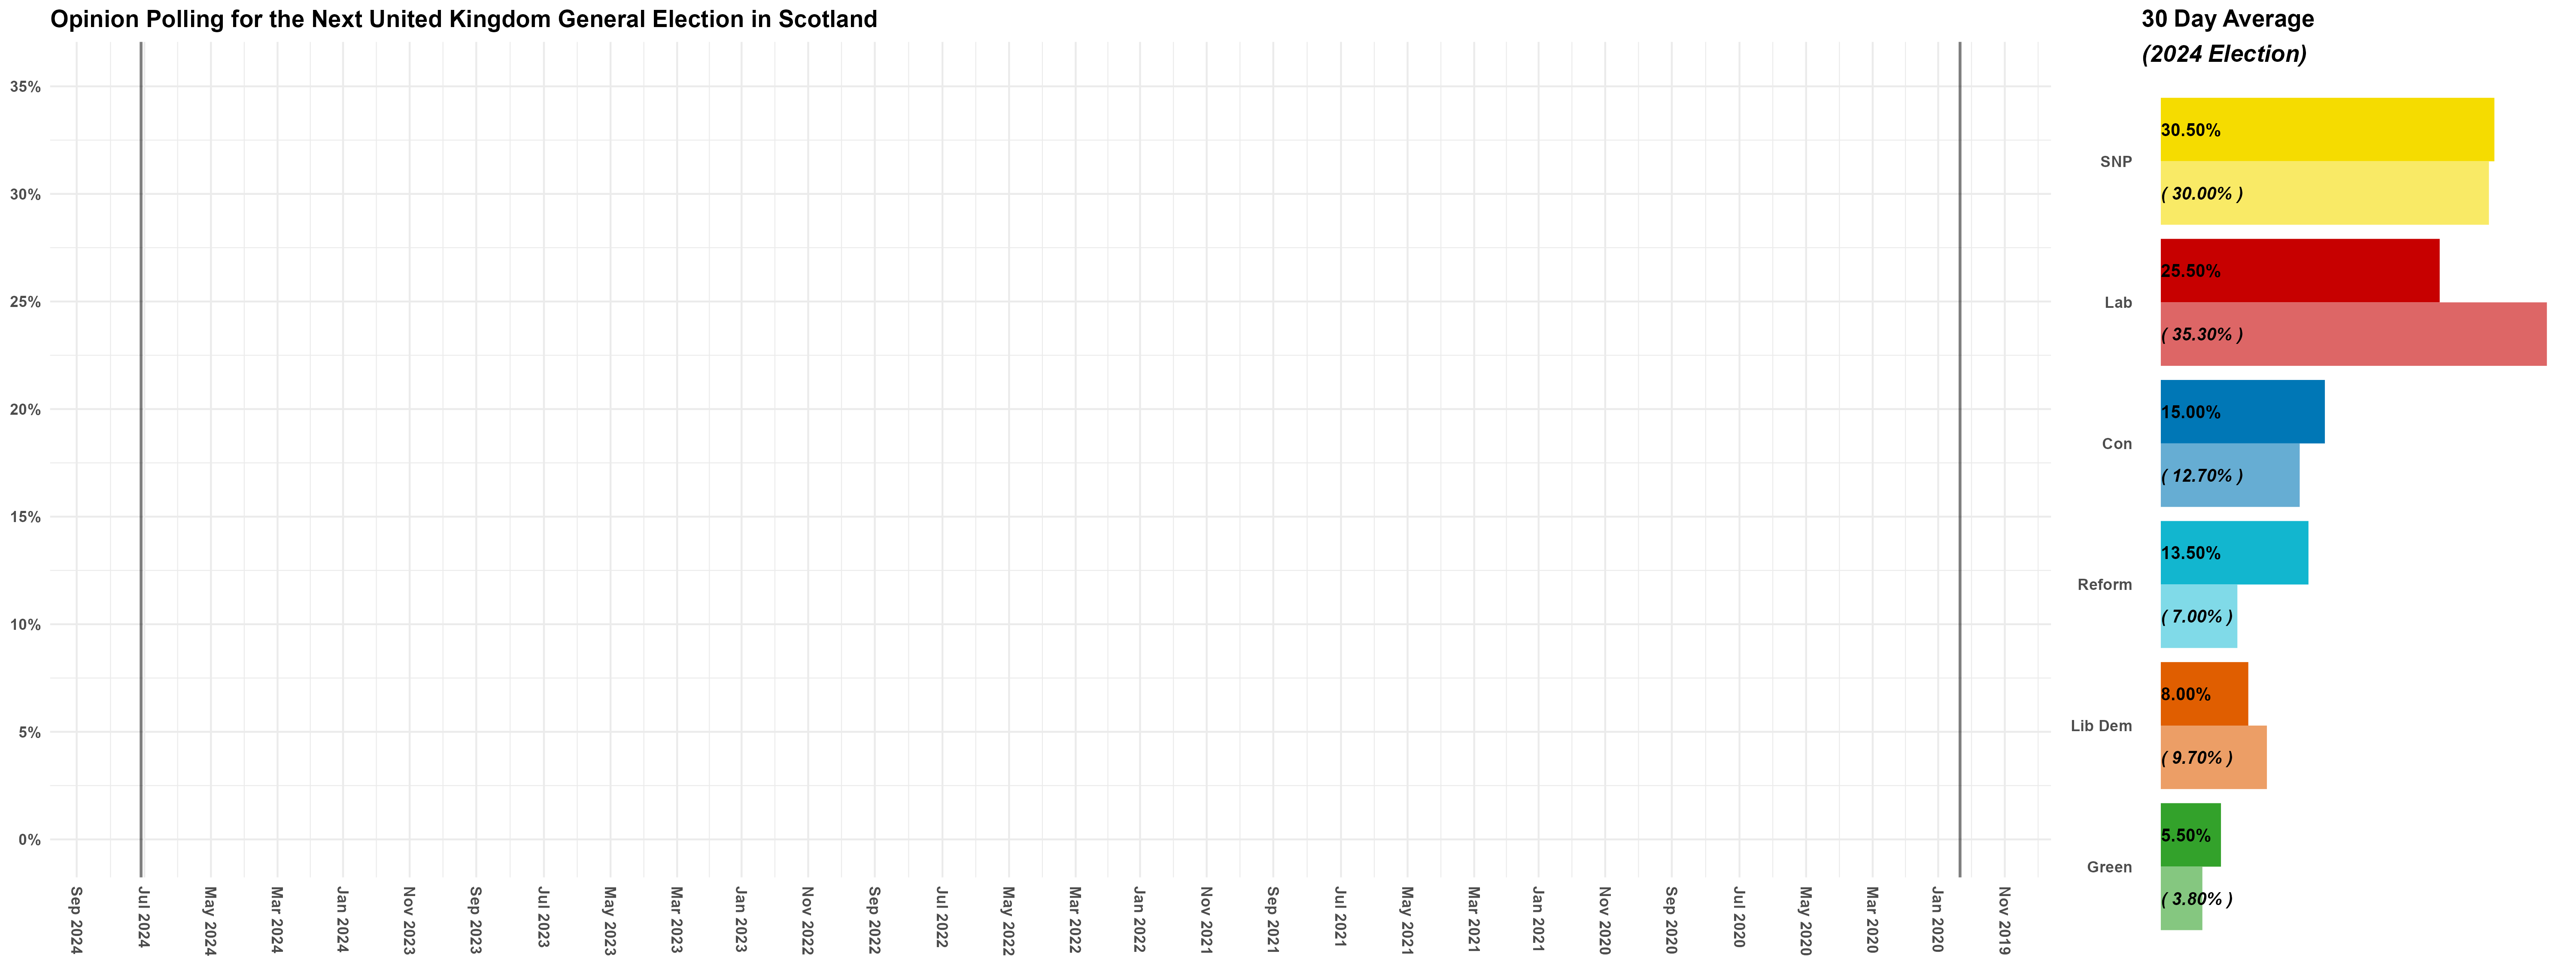 Opinion Polling for the Next United Kingdom General Election in Scotland
35%
30%
25%
20%
15%
10%
5%
0%
Sep 2024
Jul 2024
May 2024
Mar 2024
Jan 2024
Nov 2023
Sep 2023
Jul 2023
May 2023
Mar 2023
Jan 2023
Nov 2022
Sep 2022
Jul 2022
May 2022
Mar 2022
Jan 2022
Nov 2021
Sep 2021
Jul 2021
May 2021
Mar 2021
Jan 2021
Nov 2020
Sep 2020
Jul 2020
May 2020
Mar 2020
Jan 2020
Nov 2019
30 Day Average
(2024 Election)
SNP
30.50%
( 30.00% )
Lab
25.50%
( 35.30% )
Con
15.00%
( 12.70% )
Reform
13.50%
( 7.00% )
Lib Dem
8.00%
( 9.70% )
Green
5.50%
( 3.80% )